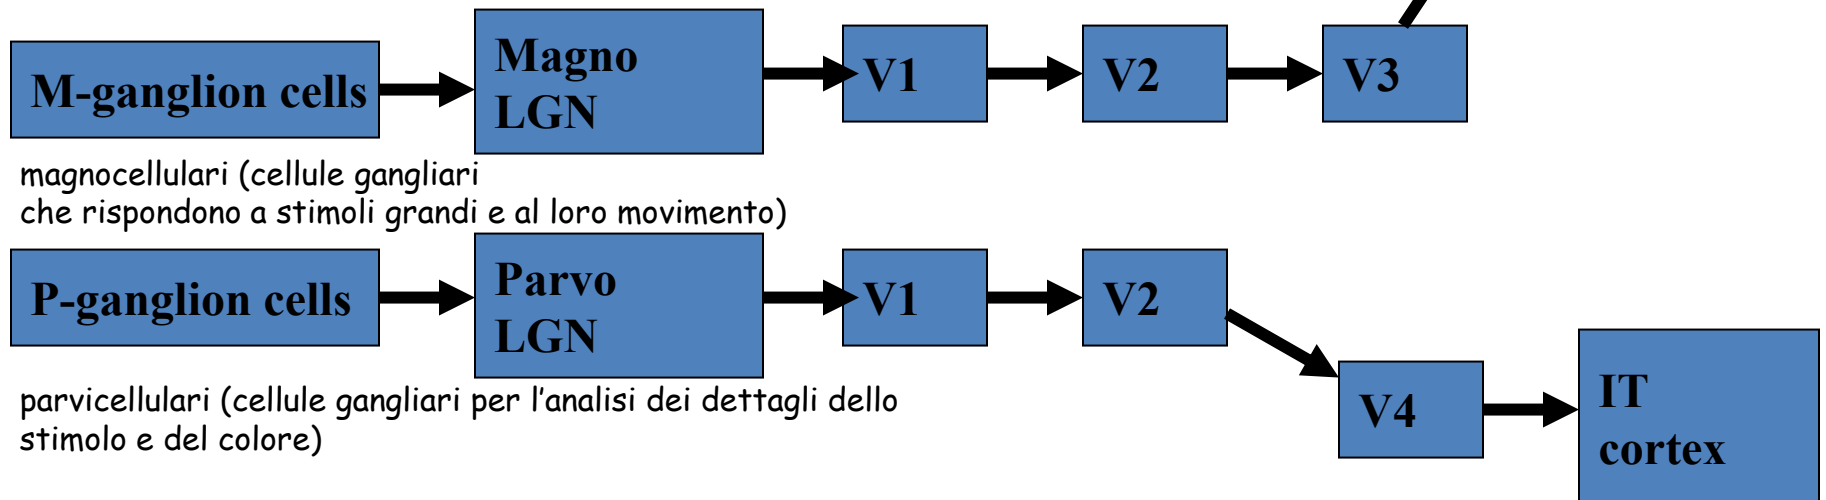 M-ganglion cells
Magno
LGN
V1
V2
V3
magnocellulari (cellule gangliari
che rispondono a stimoli grandi e al loro movimento)
P-ganglion cells
Parvo
LGN
V1
V2
V4
IT
cortex
parvicellulari (cellule gangliari per l'analisi dei dettagli dello
stimolo e del colore)